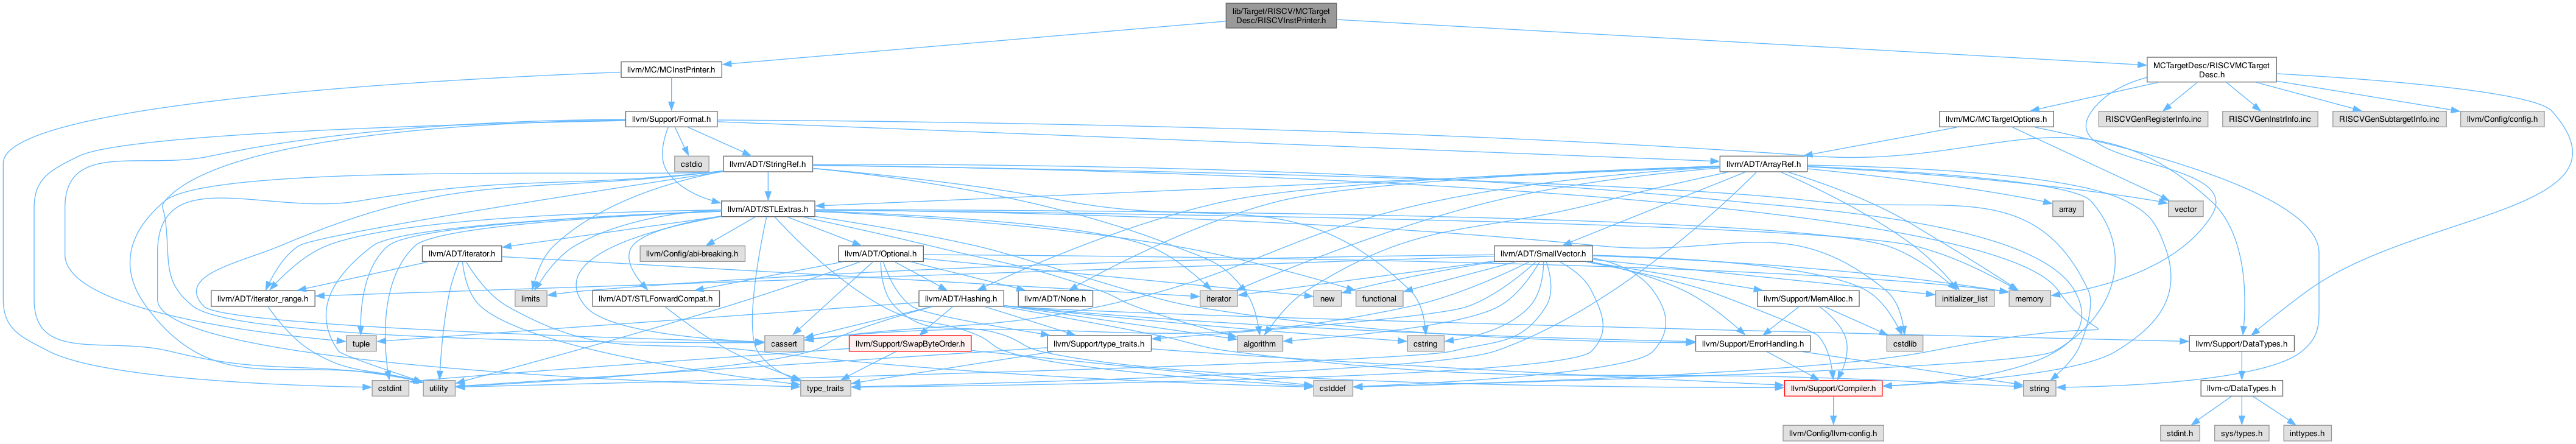 lib/Target/RISCV/MCTarget
Desc/RISCVInstPrinter.h
llvm/MC/MCInstPrinter.h
MCTargetDesc/RISCVMCTarget
Desc.h
llvm/Support/Format.h
llvm/MC/MCTargetOptions.h
RISCVGenRegisterInfo.inc
RISCVGenInstrInfo.inc
RISCVGenSubtargetInfo.inc
llvm/Config/config.h
cstdio
llvm/ADT/StringRef.h
llvm/ADT/ArrayRef.h
llvm/ADT/STLExtras.h
array
vector
llvm/ADT/iterator.h
llvm/Config/abi-breaking.h
llvm/ADT/Optional.h
llvm/ADT/SmallVector.h
llvm/ADT/iterator_range.h
limits
llvm/ADT/STLForwardCompat.h
llvm/ADT/Hashing.h
llvm/ADT/None.h
iterator
new
functional
llvm/Support/MemAlloc.h
initializer_list
memory
tuple
cassert
llvm/Support/SwapByteOrder.h
llvm/Support/type_traits.h
algorithm
cstring
llvm/Support/ErrorHandling.h
cstdlib
llvm/Support/DataTypes.h
cstdint
utility
type_traits
cstddef
llvm/Support/Compiler.h
string
llvm-c/DataTypes.h
llvm/Config/llvm-config.h
stdint.h
sys/types.h
inttypes.h